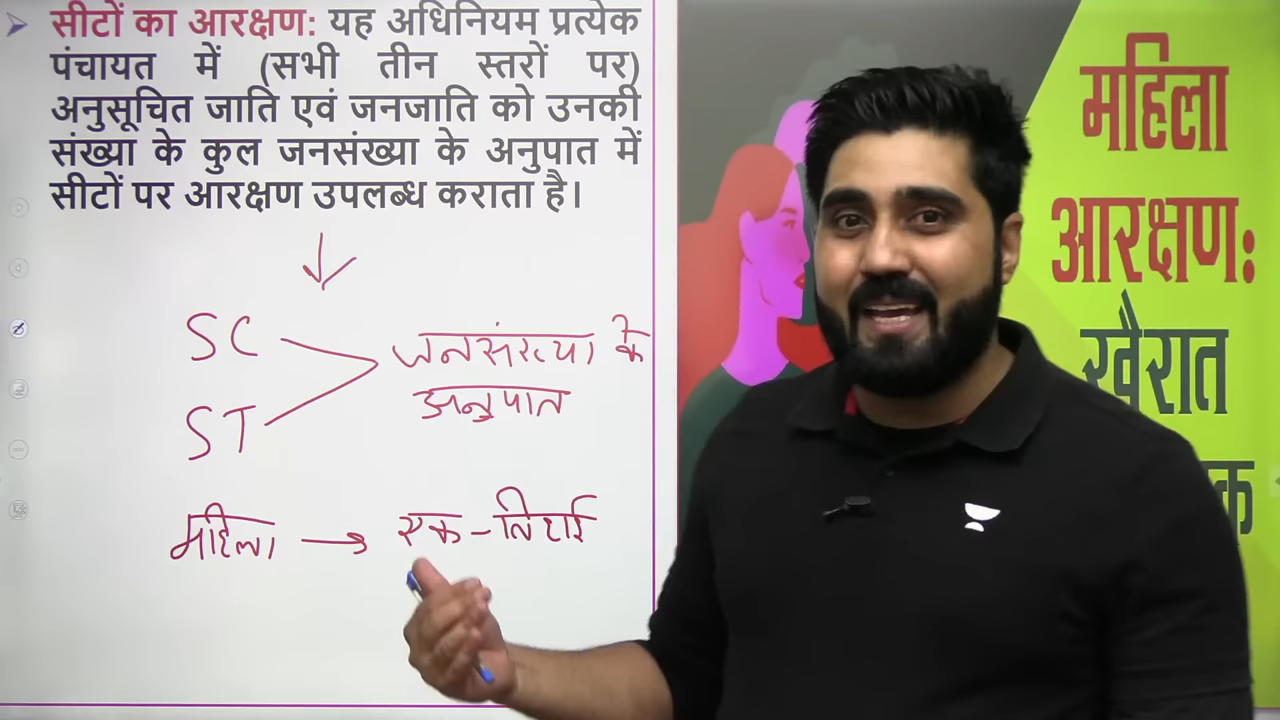 सीटों का आरक्षण: यह अधिनियम प्रत्येक
पंचायत में (सभी तीन स्तरों पर)
अनुसूचित जाति एवं जनजाति को उनकी
संख्या के कुल जनसंख्या के अनुपात में
सीटों पर आरक्षण उपलब्ध कराता है।
SC
ST
जनसंख्या के
अनुपात
महिला → एक-तिहाई
महिला
आरक्षण:
खैरात